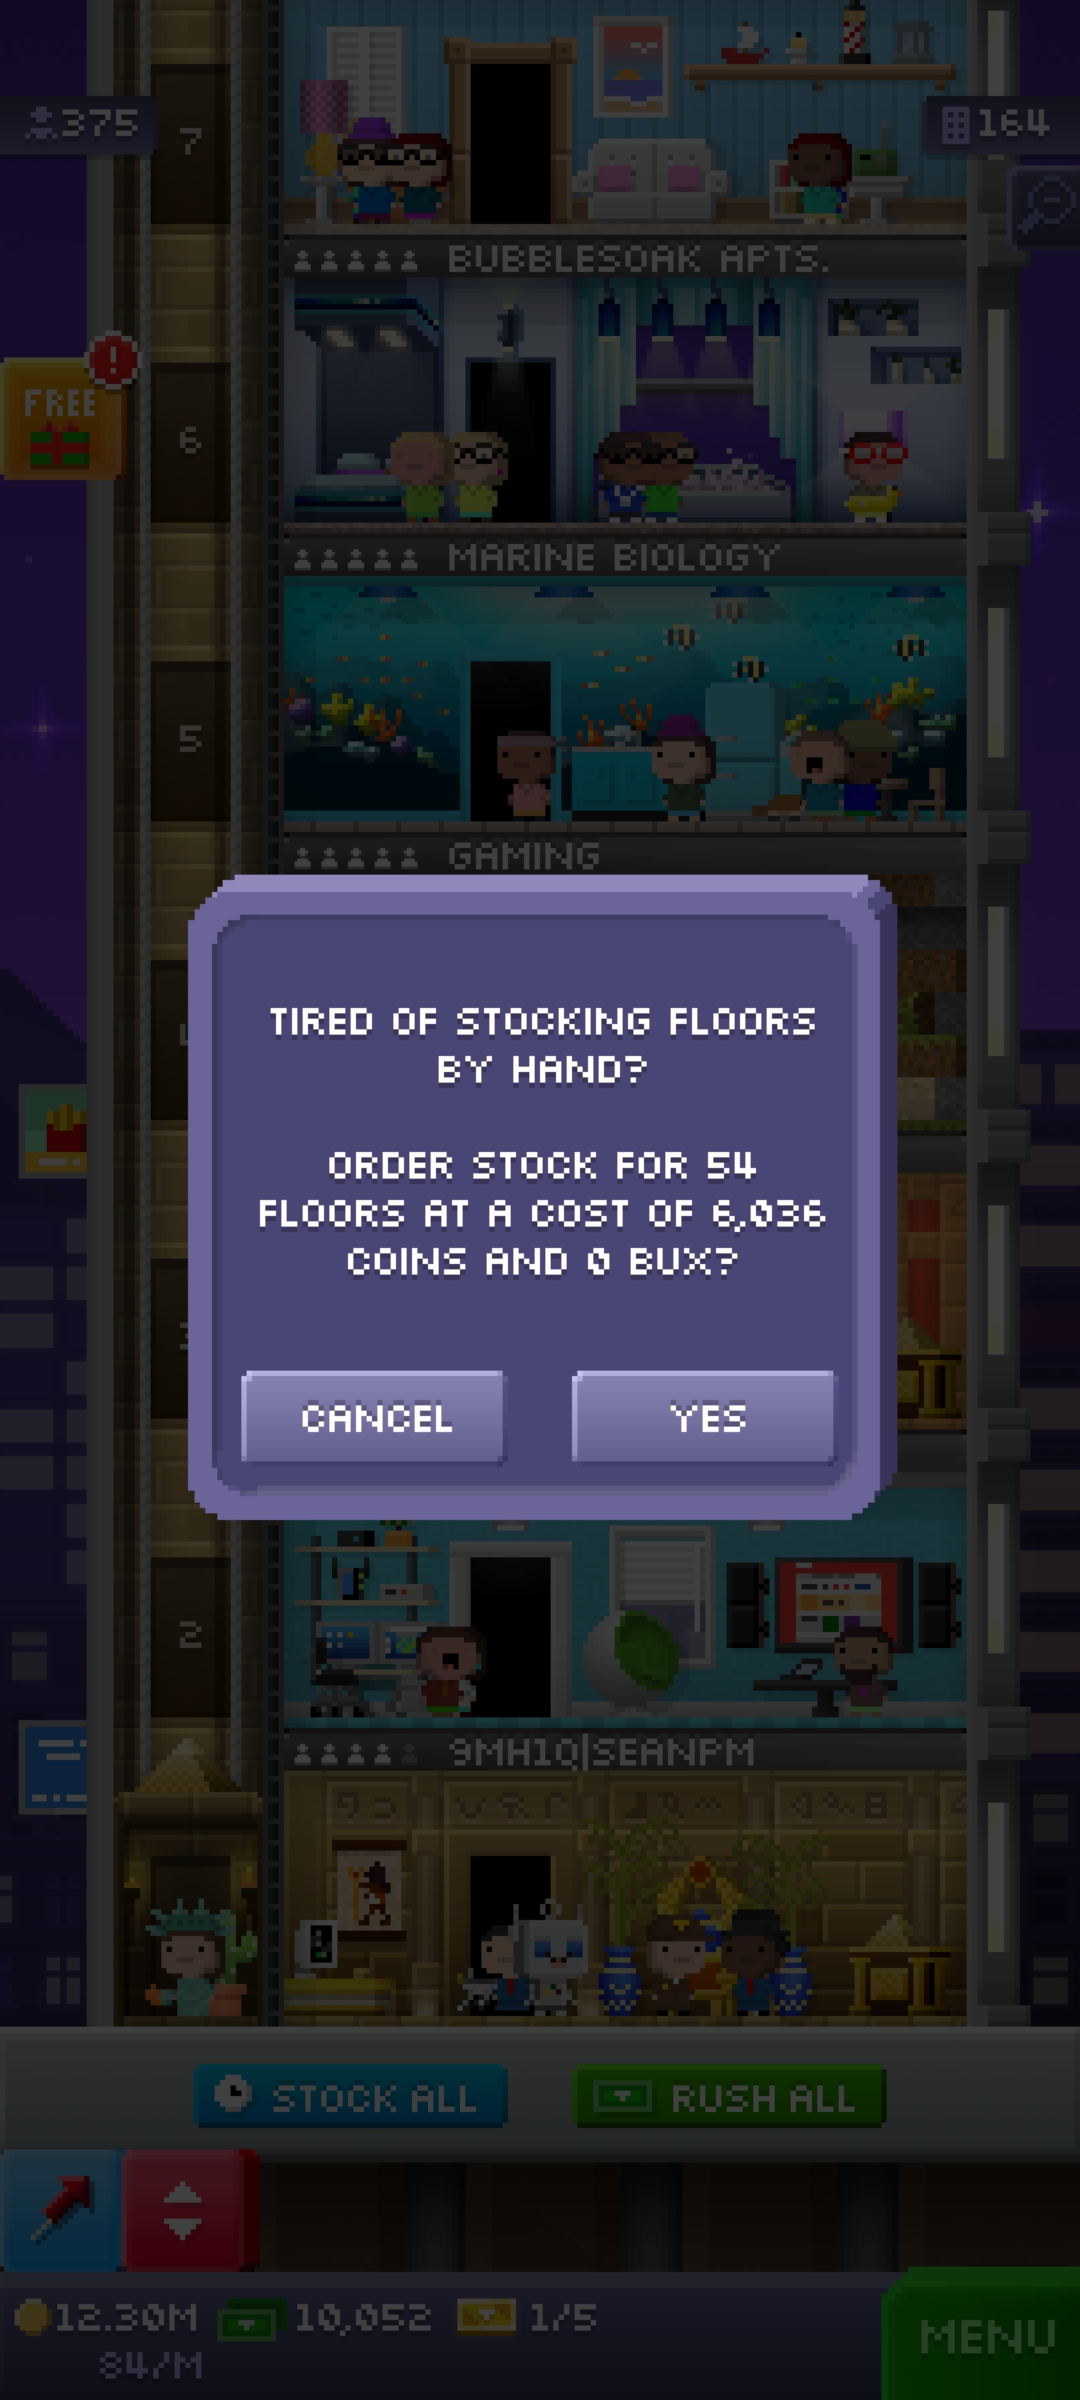 375
7
164
BUBBLESOAK APTS.
FREE
!
6
MARINE BIOLOGY
5
GAMING
TIRED OF STOCKING FLOORS
BY HAND?
ORDER STOCK FOR 54
FLOORS AT A COST OF 6,036
COINS AND 0 BUX?
CANCEL
YES
2
9MH1Q|SEANPM
STOCK ALL
RUSH ALL
12.30M
10,052
1/5
84/M
MENU